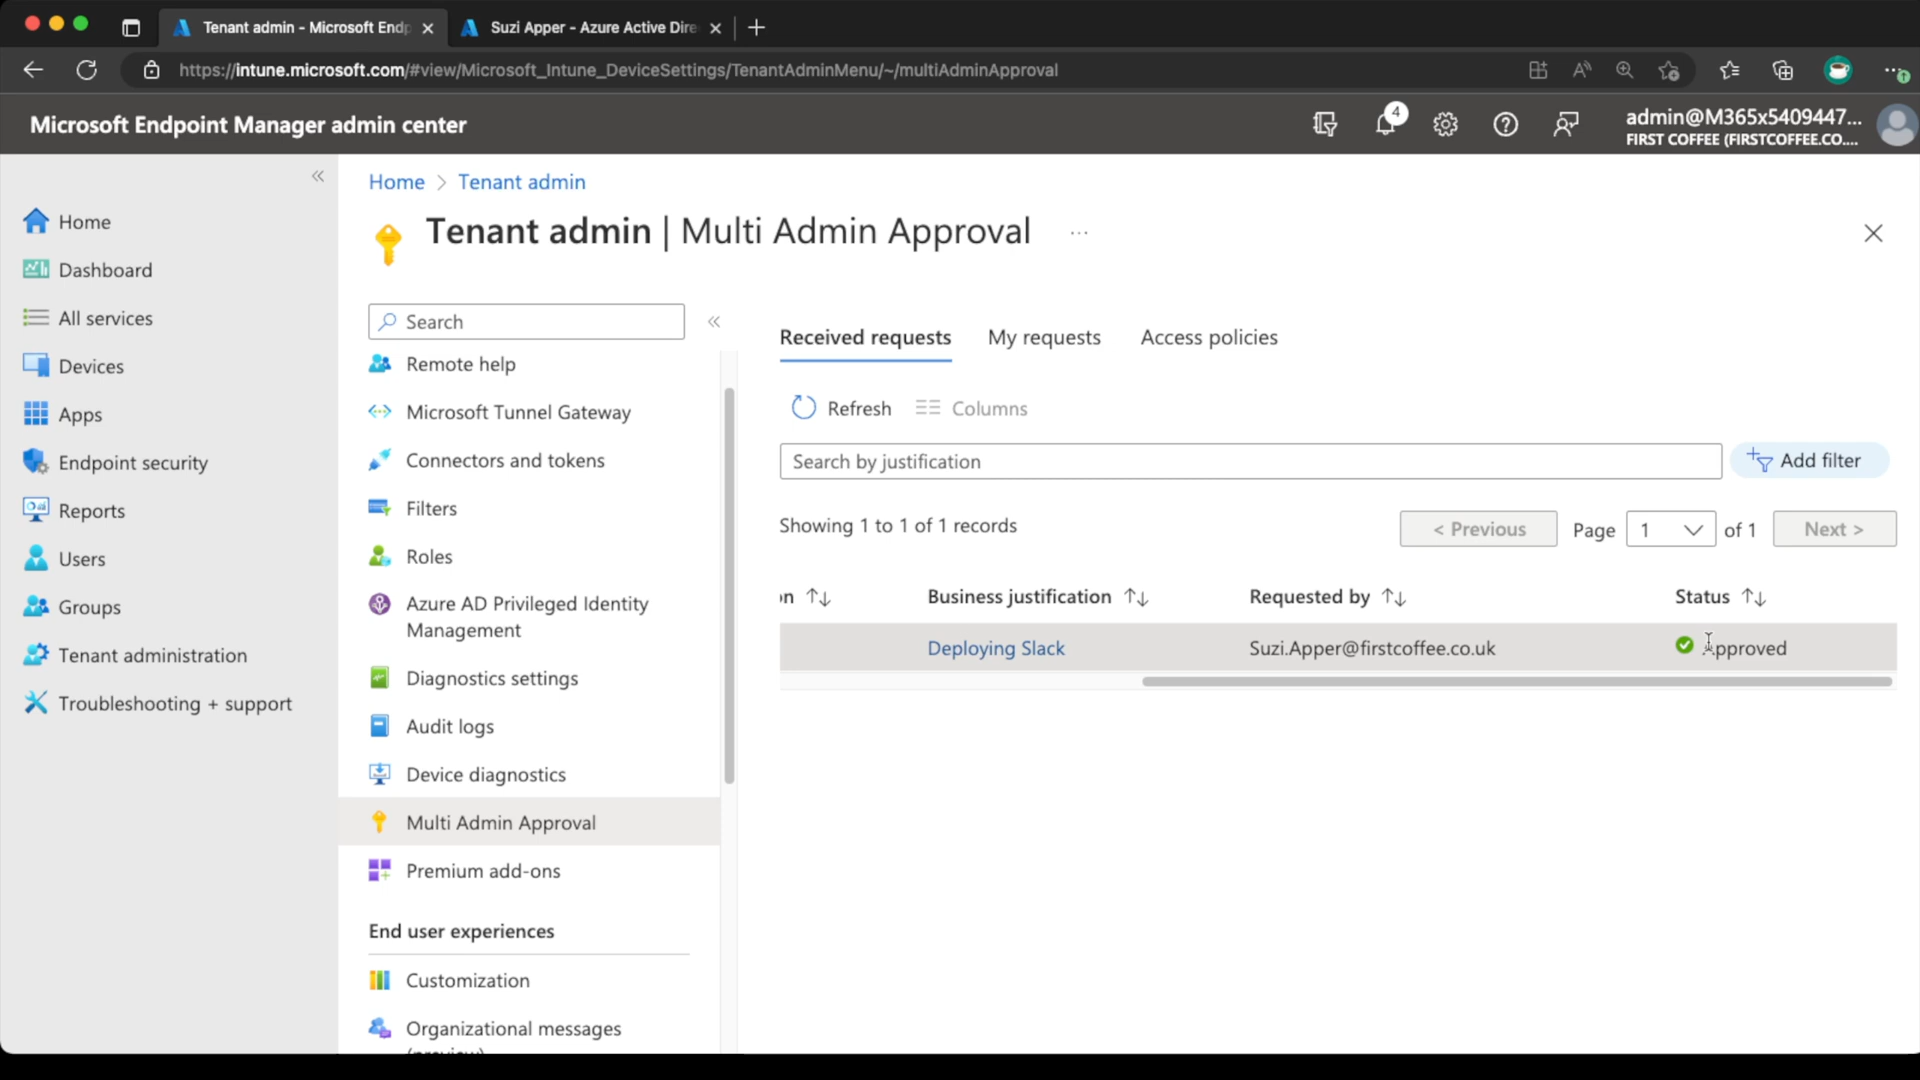 Tenant admin - Microsoft Endp
Suzi Apper - Azure Active Dire
https://intune.microsoft.com/#view/Microsoft_Intune_DeviceSettings/TenantAdminMenu/~/multiAdminApproval
Microsoft Endpoint Manager admin center
4
admin@M365x5409447...
FIRST COFFEE (FIRSTCOFFEE.CO....
Home
Dashboard
All services
Devices
Apps
Endpoint security
Reports
Users
Groups
Tenant administration
Troubleshooting + support
Home > Tenant admin
Tenant admin | Multi Admin Approval ...
Search
Remote help
Microsoft Tunnel Gateway
Connectors and tokens
Filters
Roles
Azure AD Privileged Identity
Management
Diagnostics settings
Audit logs
Device diagnostics
Multi Admin Approval
Premium add-ons
End user experiences
Customization
Organizational messages
(preview)
Received requests My requests Access policies
Refresh Columns
Search by justification
Add filter
Showing 1 to 1 of 1 records
< Previous Page 1 of 1 Next >
n Business justification Requested by Status
Deploying Slack Suzi.Apper@firstcoffee.co.uk Approved